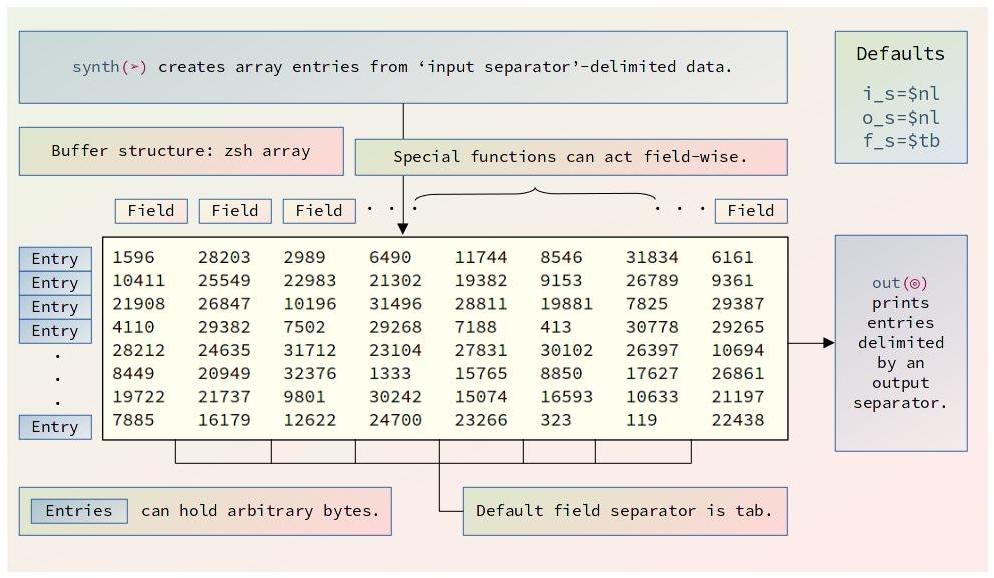 synth(➢) creates array entries from ‘input separator’-delimited data.
Defaults
i_s=$nl
o_s=$nl
f_s=$tb
Buffer structure: zsh array
Special functions can act field-wise.
Field Field Field . . . . . . Field
Entry 1596 28203 2989 6490 11744 8546 31834 6161
Entry 10411 25549 22983 21302 19382 9153 26789 9361
Entry 21908 26847 10196 31496 28811 19881 7825 29387
Entry 4110 29382 7502 29268 7188 413 30778 29265
. 28212 24635 31712 23104 27831 30102 26397 10694
. 8449 20949 32376 1333 15765 8850 17627 26861
. 19722 21737 9801 30242 15074 16593 10633 21197
Entry 7885 16179 12622 24700 23266 323 119 22438
out(◎)
prints
entries
delimited
by an
output
separator.
Entries can hold arbitrary bytes.
Default field separator is tab.